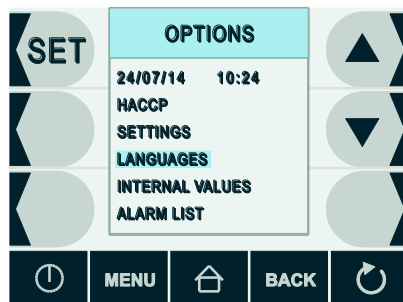 SET
OPTIONS
24/07/14 10:24
HACCP
SETTINGS
LANGUAGES
INTERNAL VALUES
ALARM LIST
MENU
BACK